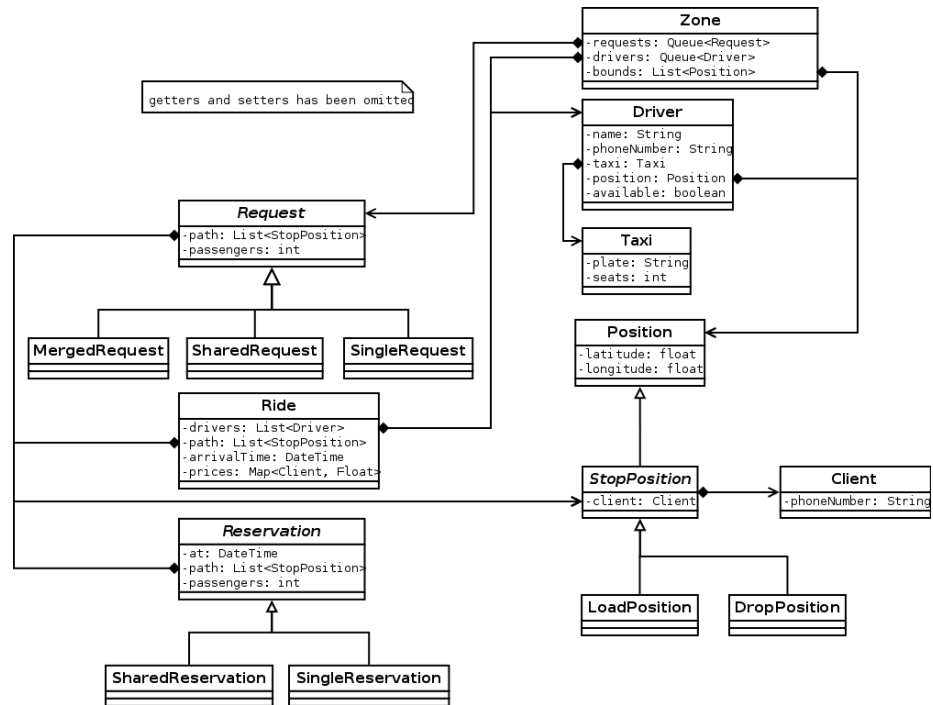 Zone
-requests: Queue<Request>
-drivers: Queue<Driver>
-bounds: List<Position>
getters and setters has been omitted
Driver
-name: String
-phoneNumber: String
-taxi: Taxi
-position: Position
-available: boolean
Request
-path: List<StopPosition>
-passengers: int
Taxi
-plate: String
-seats: int
MergedRequest
SharedRequest
SingleRequest
Position
-latitude: float
-longitude: float
Ride
-drivers: List<Driver>
-path: List<StopPosition>
-arrivalTime: DateTime
-prices: Map<Client, Float>
StopPosition
-client: Client
Client
-phoneNumber: String
Reservation
-at: DateTime
-path: List<StopPosition>
-passengers: int
LoadPosition
DropPosition
SharedReservation
SingleReservation